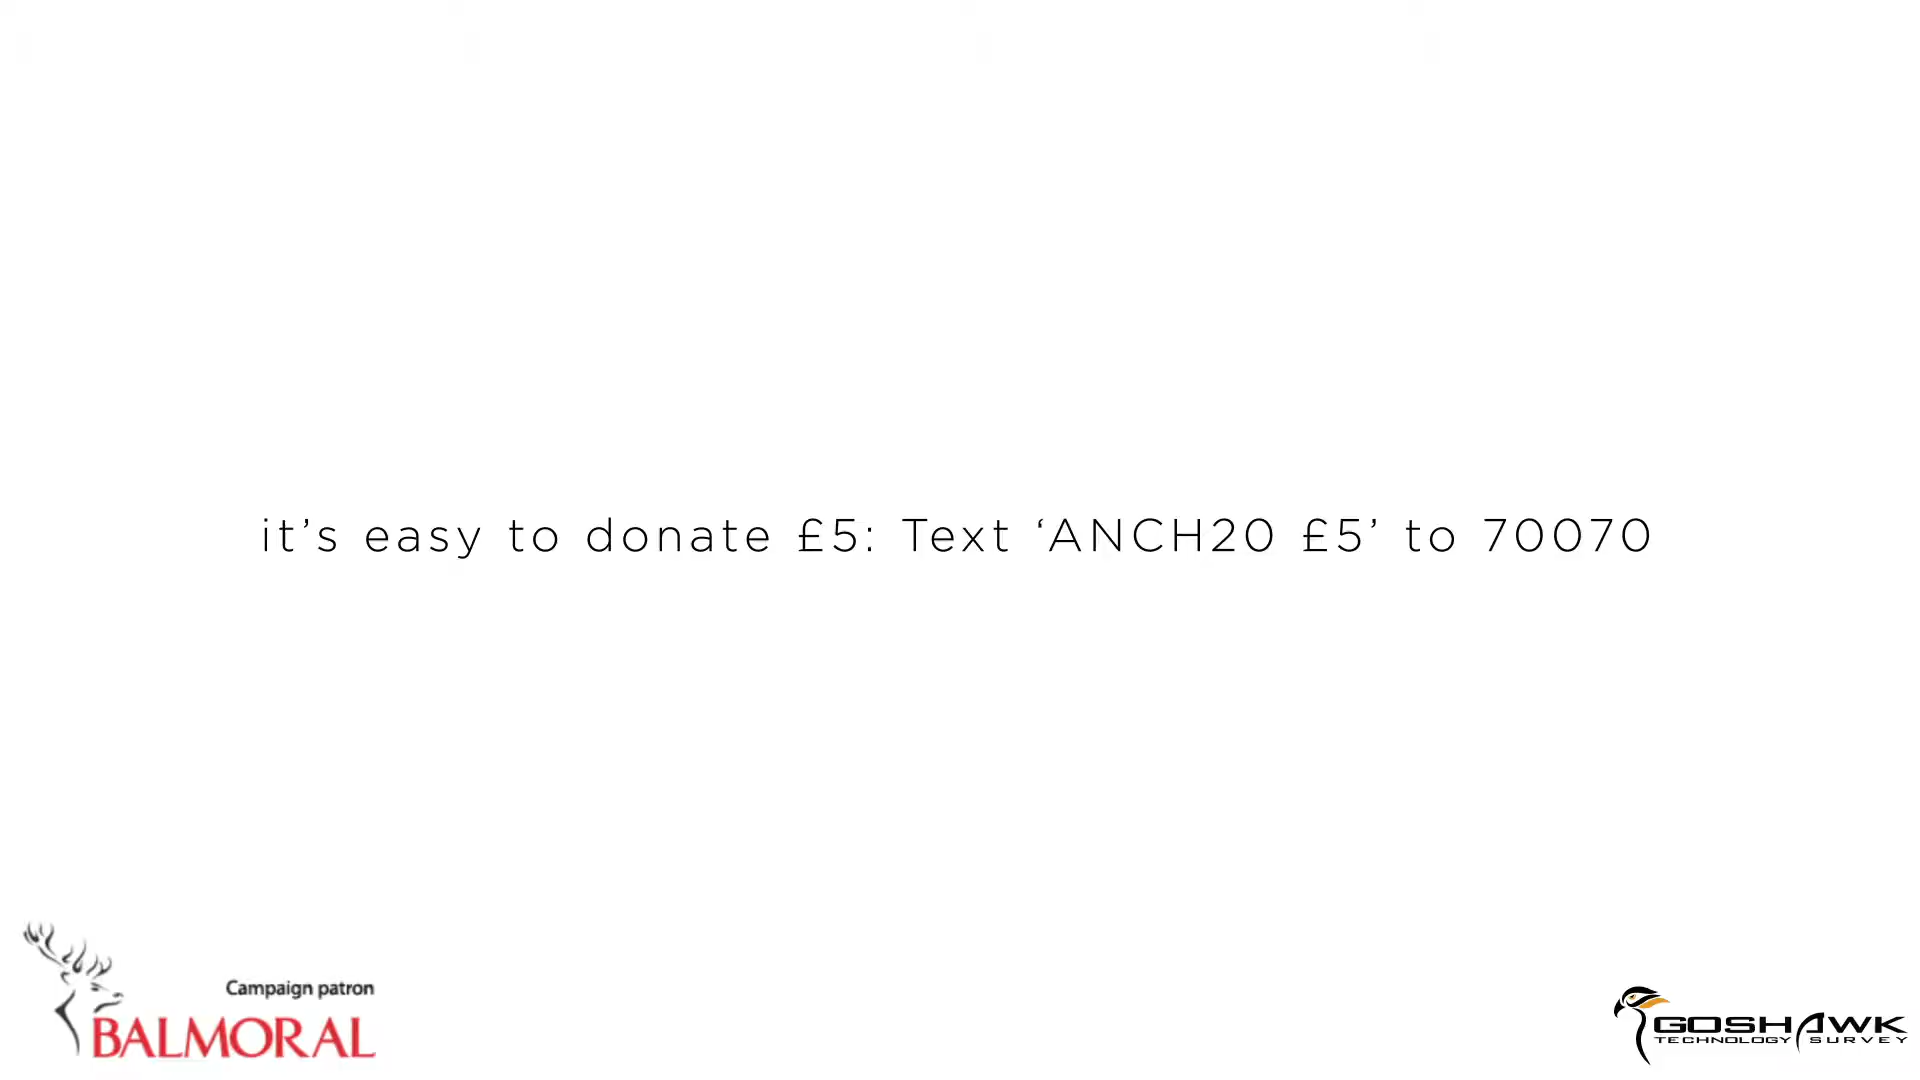 it’s easy to donate £5: Text ‘ANCH20 £5’ to 70070
Campaign patron
BALMORAL
GOSHAWK
TECHNOLOGY SURVEY